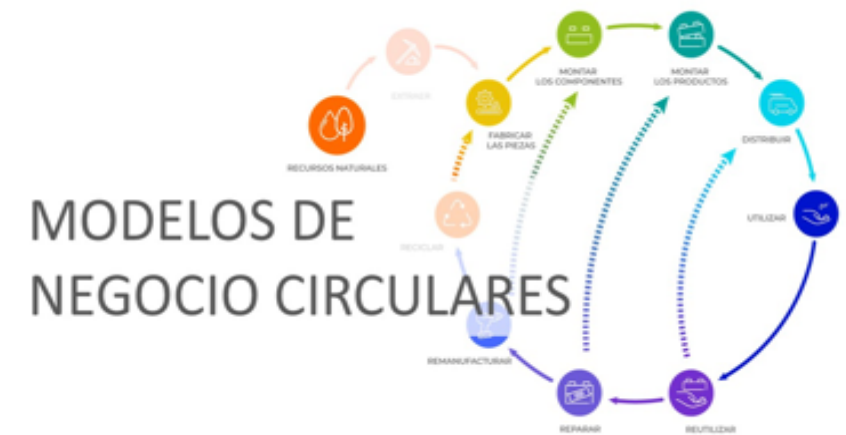 EXTRAER
MONTAR
LOS COMPONENTES
MONTAR
LOS PRODUCTOS
FABRICAR
LAS PIEZAS
DISTRIBUIR
RECURSOS NATURALES
UTILIZAR
MODELOS DE
RECICLAR
NEGOCIO CIRCULARES
REMANUFACTURAR
REPARAR
REUTILIZAR